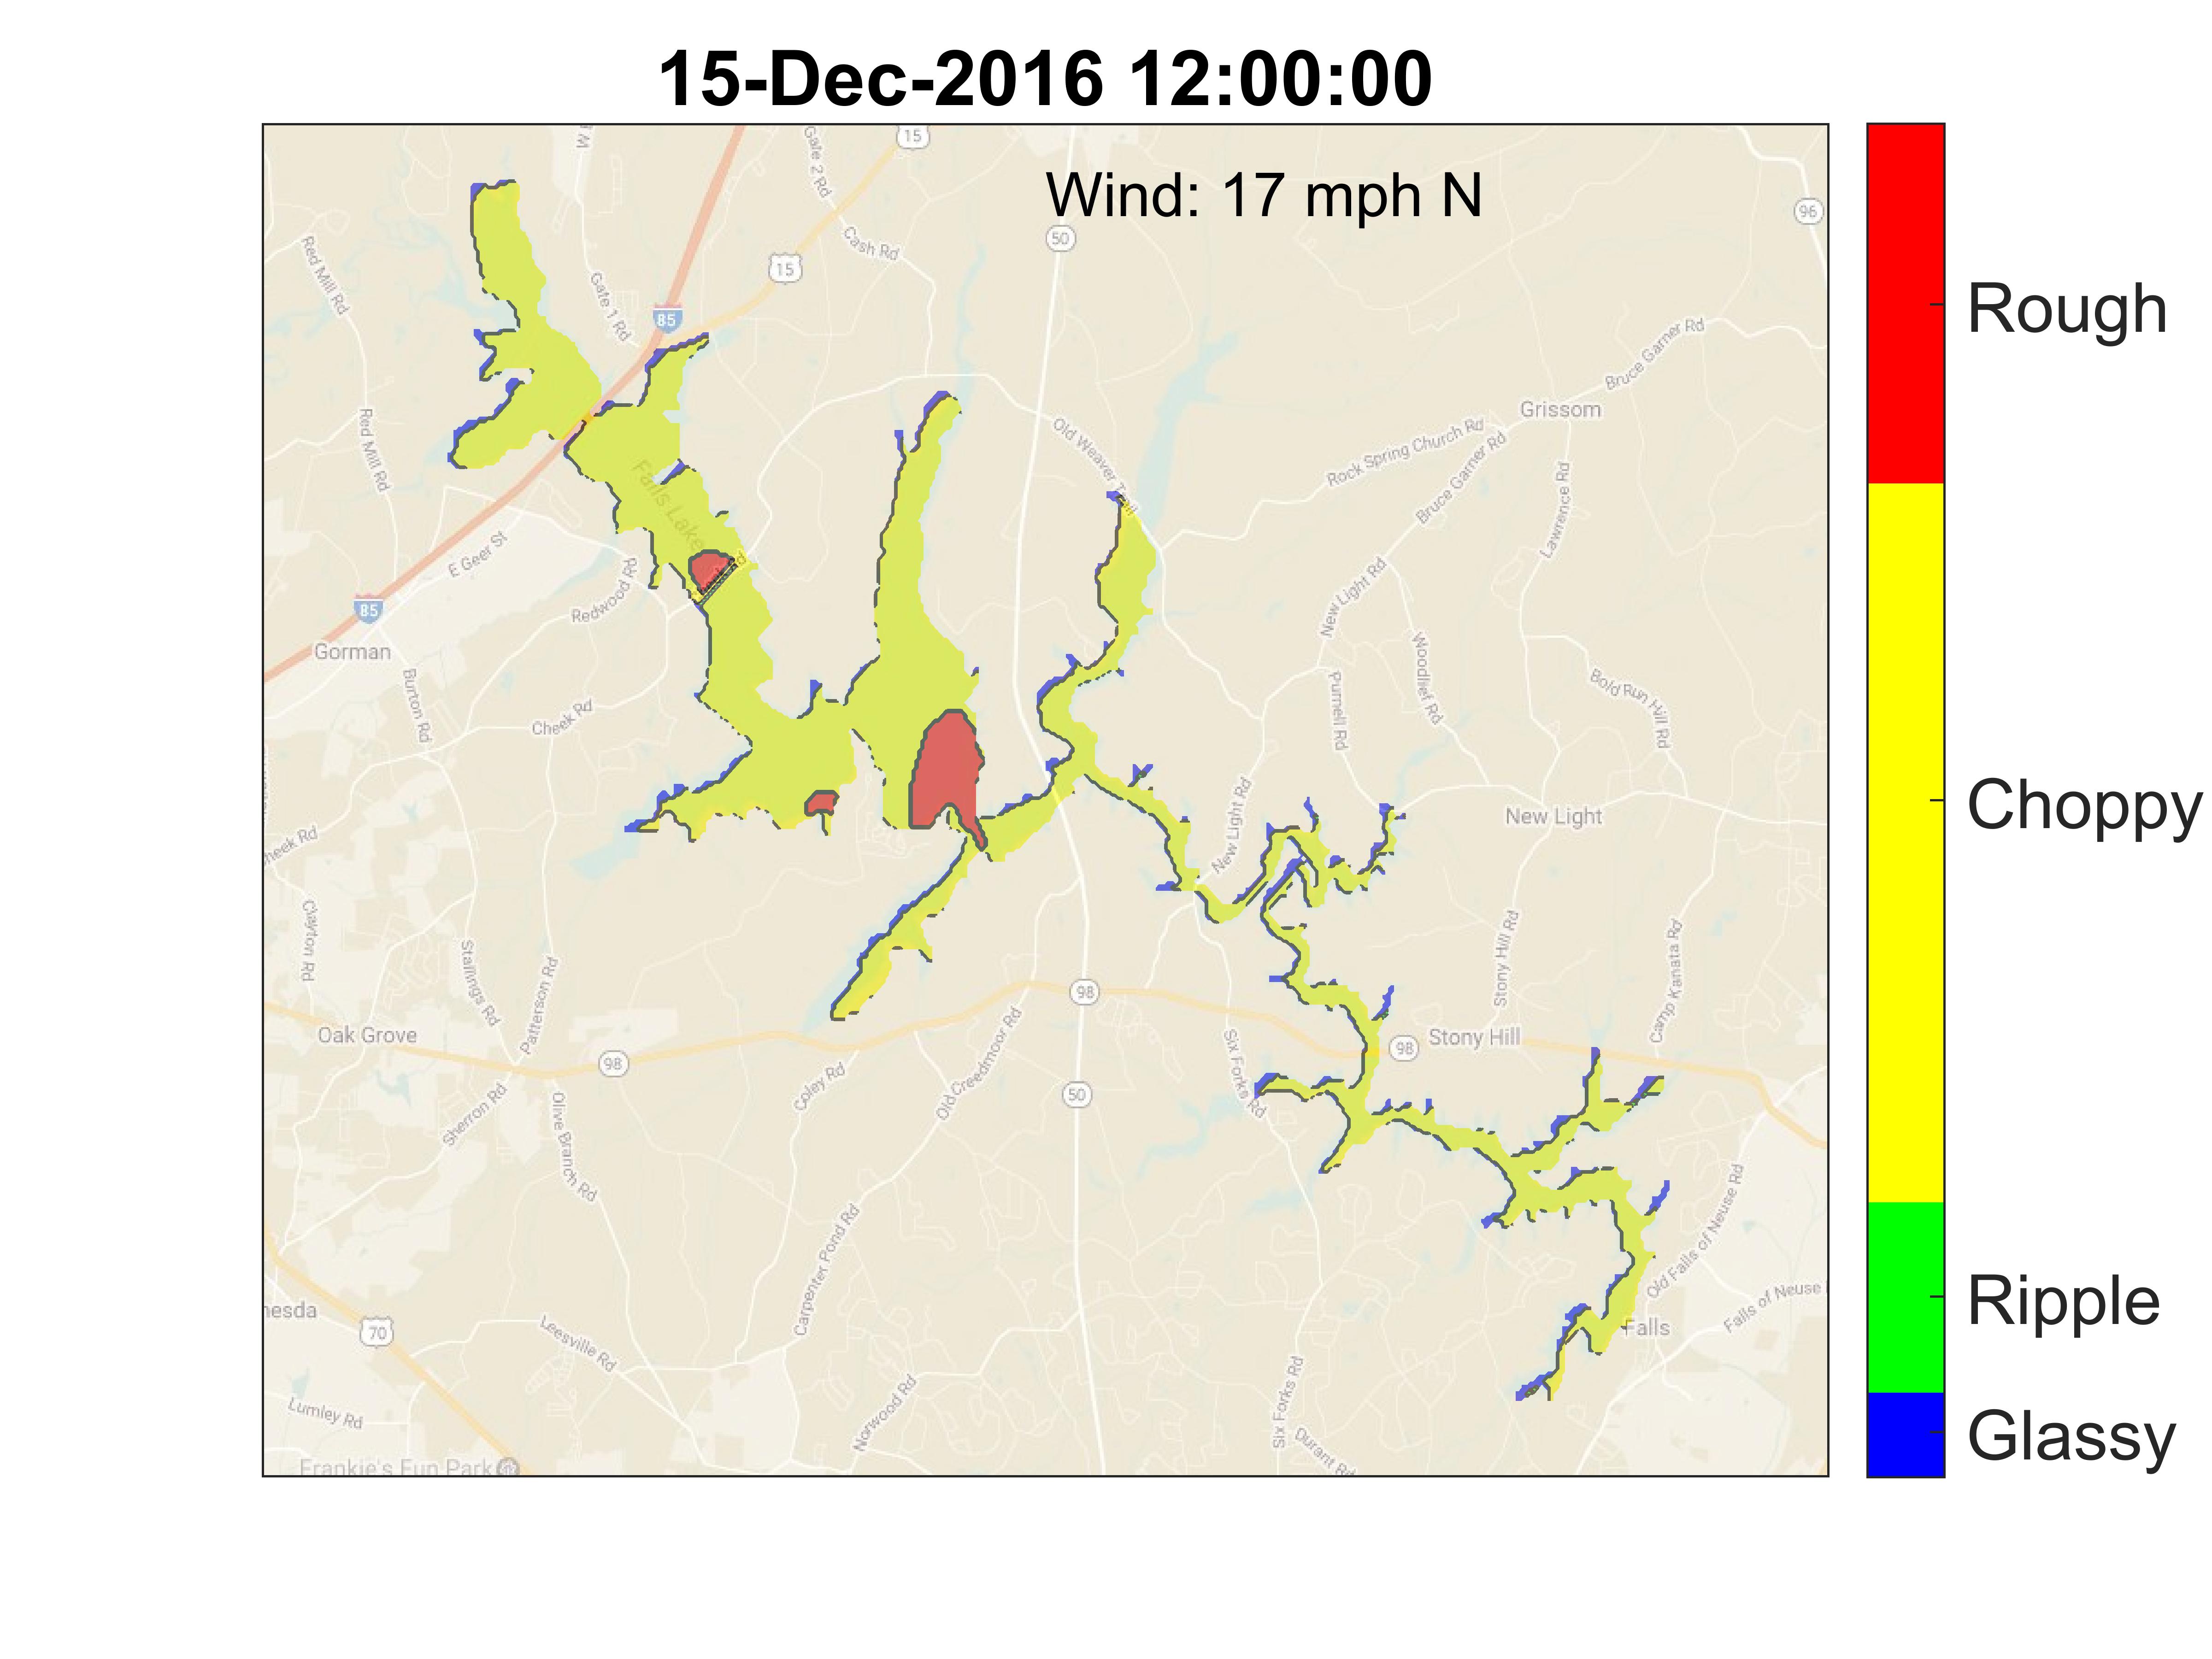 15-Dec-2016 12:00:00
Wind: 17 mph N
Rough
Choppy
Ripple
Glassy
15
Gate 2 Rd
96
Cash Rd
50
15
Red Mill Rd
Gate 1 Rd
85
Bruce Garner Rd
Grissom
Red Mill Rd
Old Weaver Trail
Rock Spring Church Rd
Bruce Garner Rd
Falls Lake
Lawrence Rd
E Geer St
Redwood Rd
New Light Rd
85
Gorman
Burton Rd
Cheek Rd
Purnell Rd
Woodlief Rd
Bold Run Hill Rd
New Light Rd
New Light
Clayton Rd
Stallings Rd
Patterson Rd
Stony Hill Rd
Camp Kanata Rd
98
Oak Grove
98
Coley Rd
Old Creedmoor Rd
50
Six Forks Rd
98
Stony Hill
Sherron Rd
Olive Branch Rd
Carpenter Pond Rd
Old Falls of Neuse Rd
Falls of Neuse
70
Leesville Rd
Falls
Lumley Rd
Norwood Rd
Six Forks Rd
Durant Rd
Frankie's Fun Park